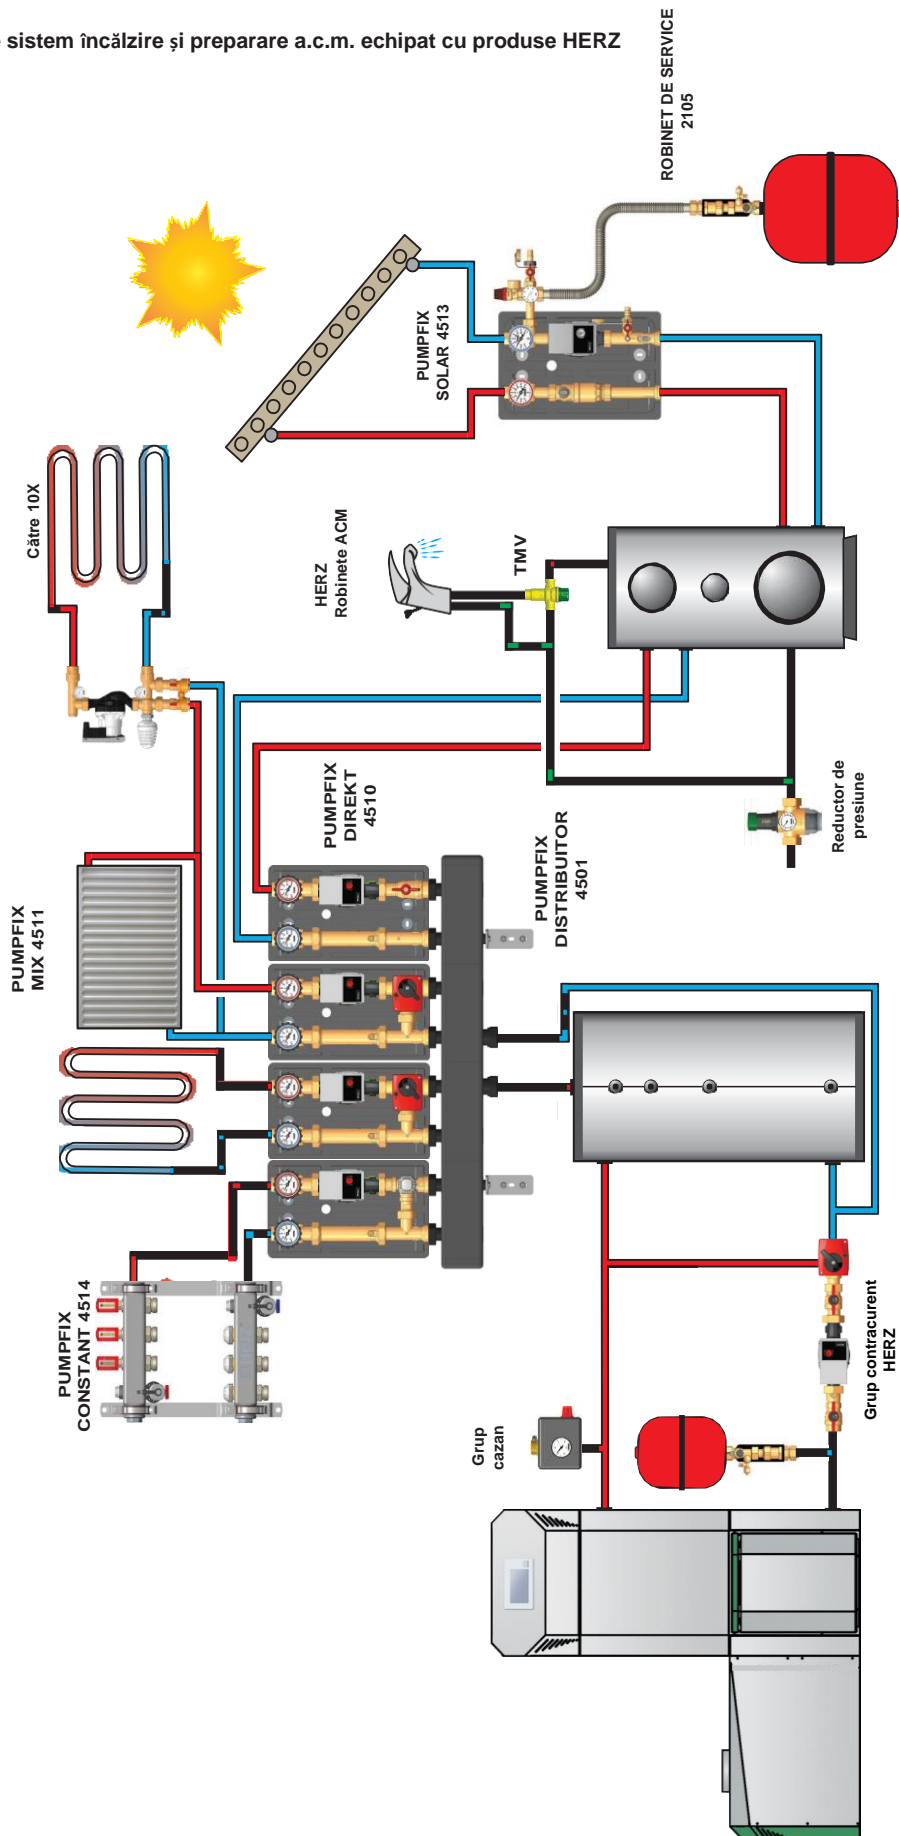 sistem încălzire și preparare a.c.m. echipat cu produse HERZ
ROBINET DE SERVICE
2105
PUMPFIX
SOLAR 4513
Către 10X
HERZ
Robinete ACM
TMV
PUMPFIX
DIREKT
4510
PUMPFIX
MIX 4511
PUMPFIX
DISTRIBUITOR
4501
Reductor de
presiune
PUMPFIX
CONSTANT 4514
Grup
cazan
Grup contracurent
HERZ